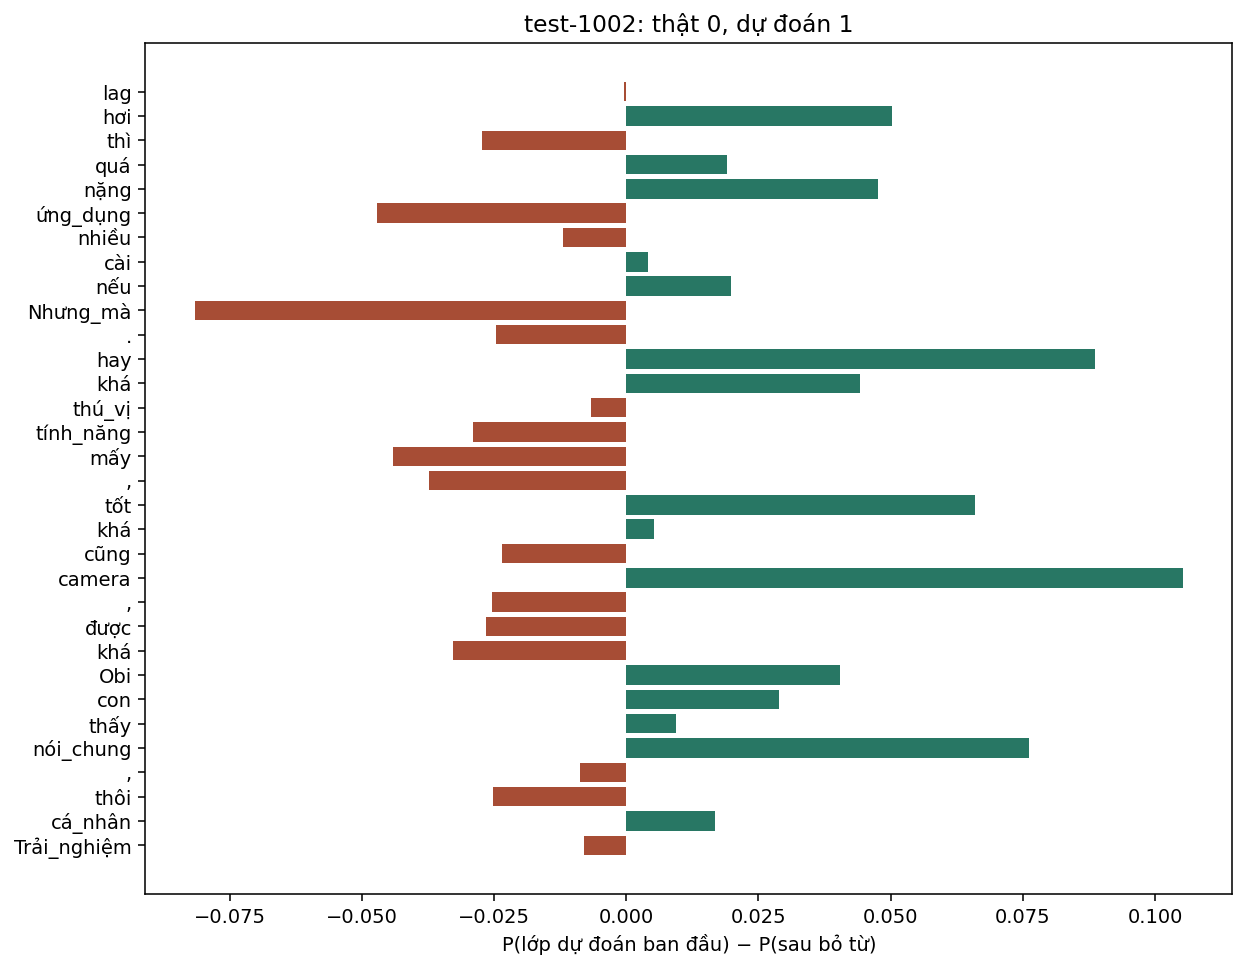 test-1002: thật 0, dự đoán 1
lag
hơi
thì
quá
nặng
ứng_dụng
nhiều
cài
nếu
Nhưng_mà
.
hay
khá
thú_vị
tính_năng
mấy
,
tốt
khá
cũng
camera
,
được
khá
Obi
con
thấy
nói_chung
,
thôi
cá_nhân
Trải_nghiệm
−0.075 −0.050 −0.025 0.000 0.025 0.050 0.075 0.100
P(lớp dự đoán ban đầu) − P(sau bỏ từ)